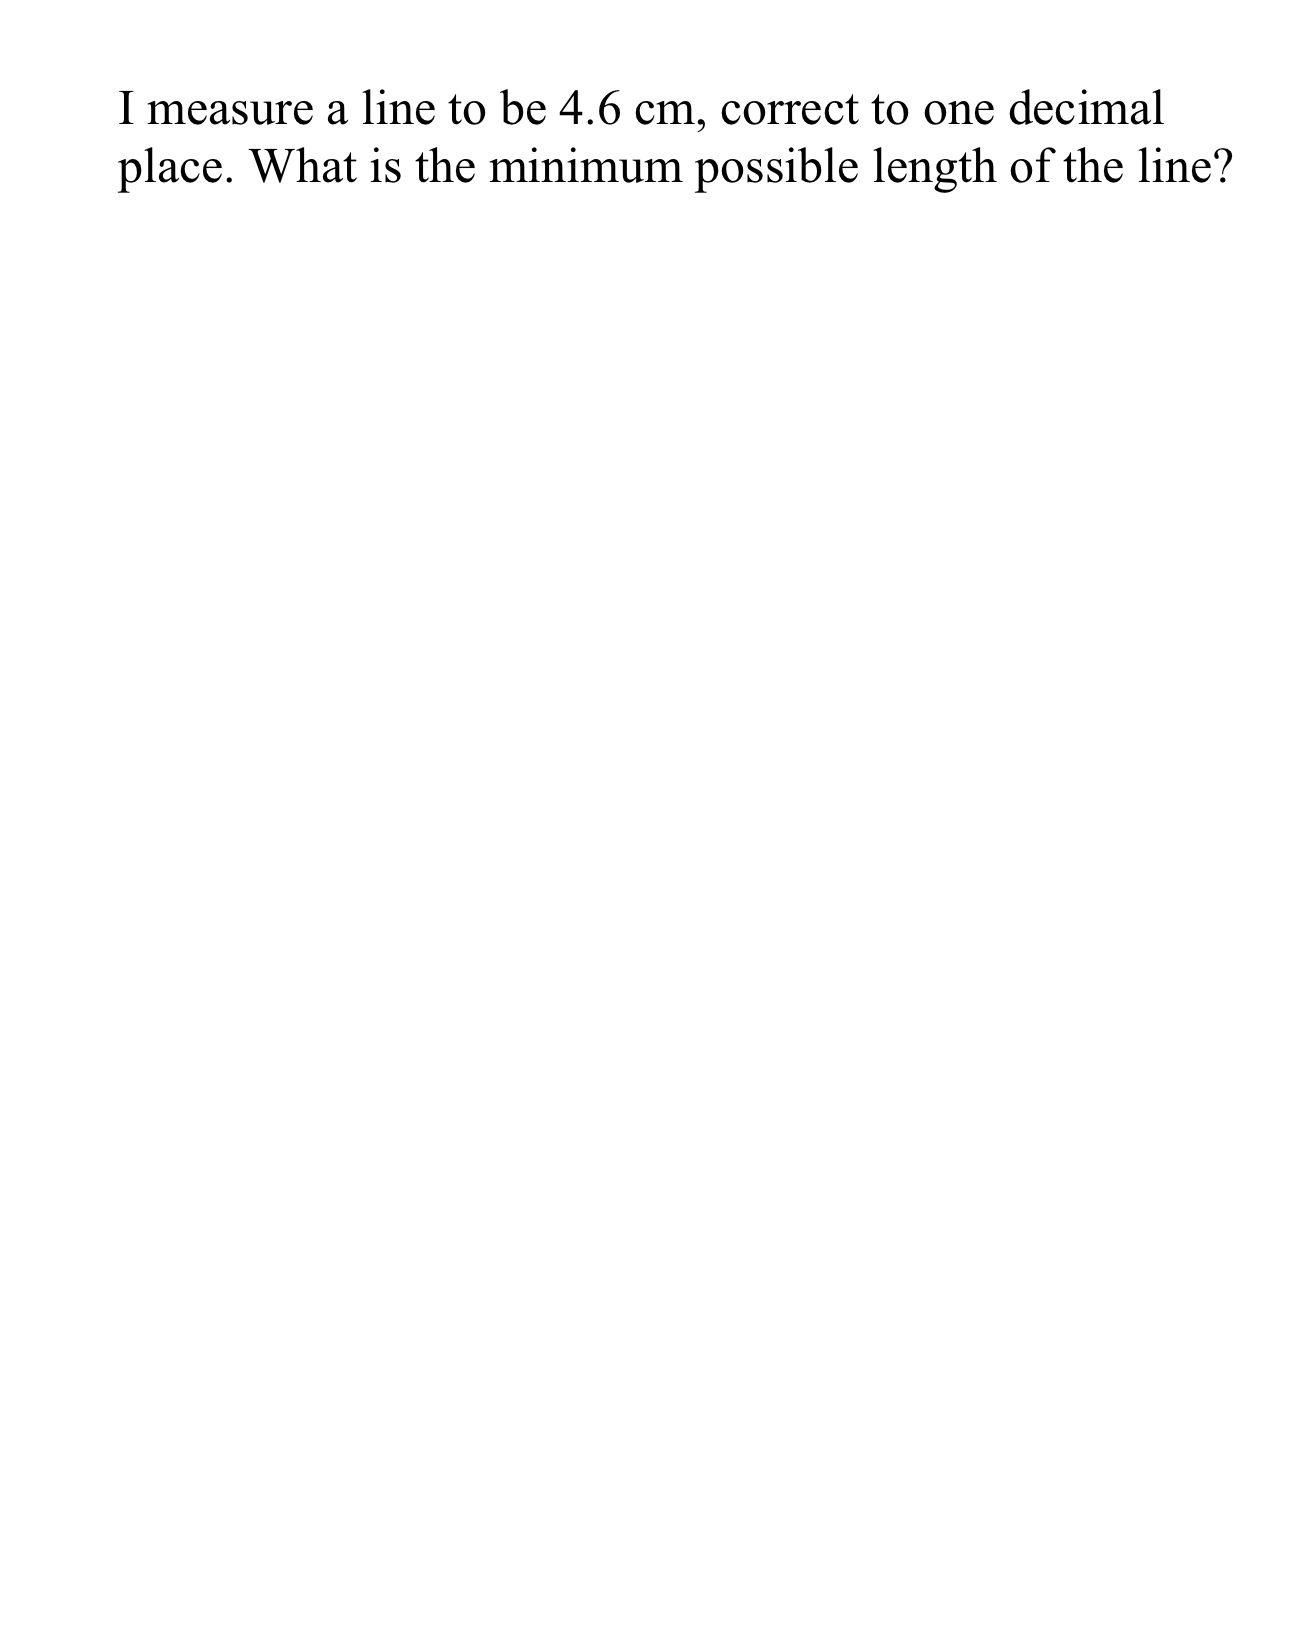 I measure a line to be 4.6 cm, correct to one decimal
place. What is the minimum possible length of the line?